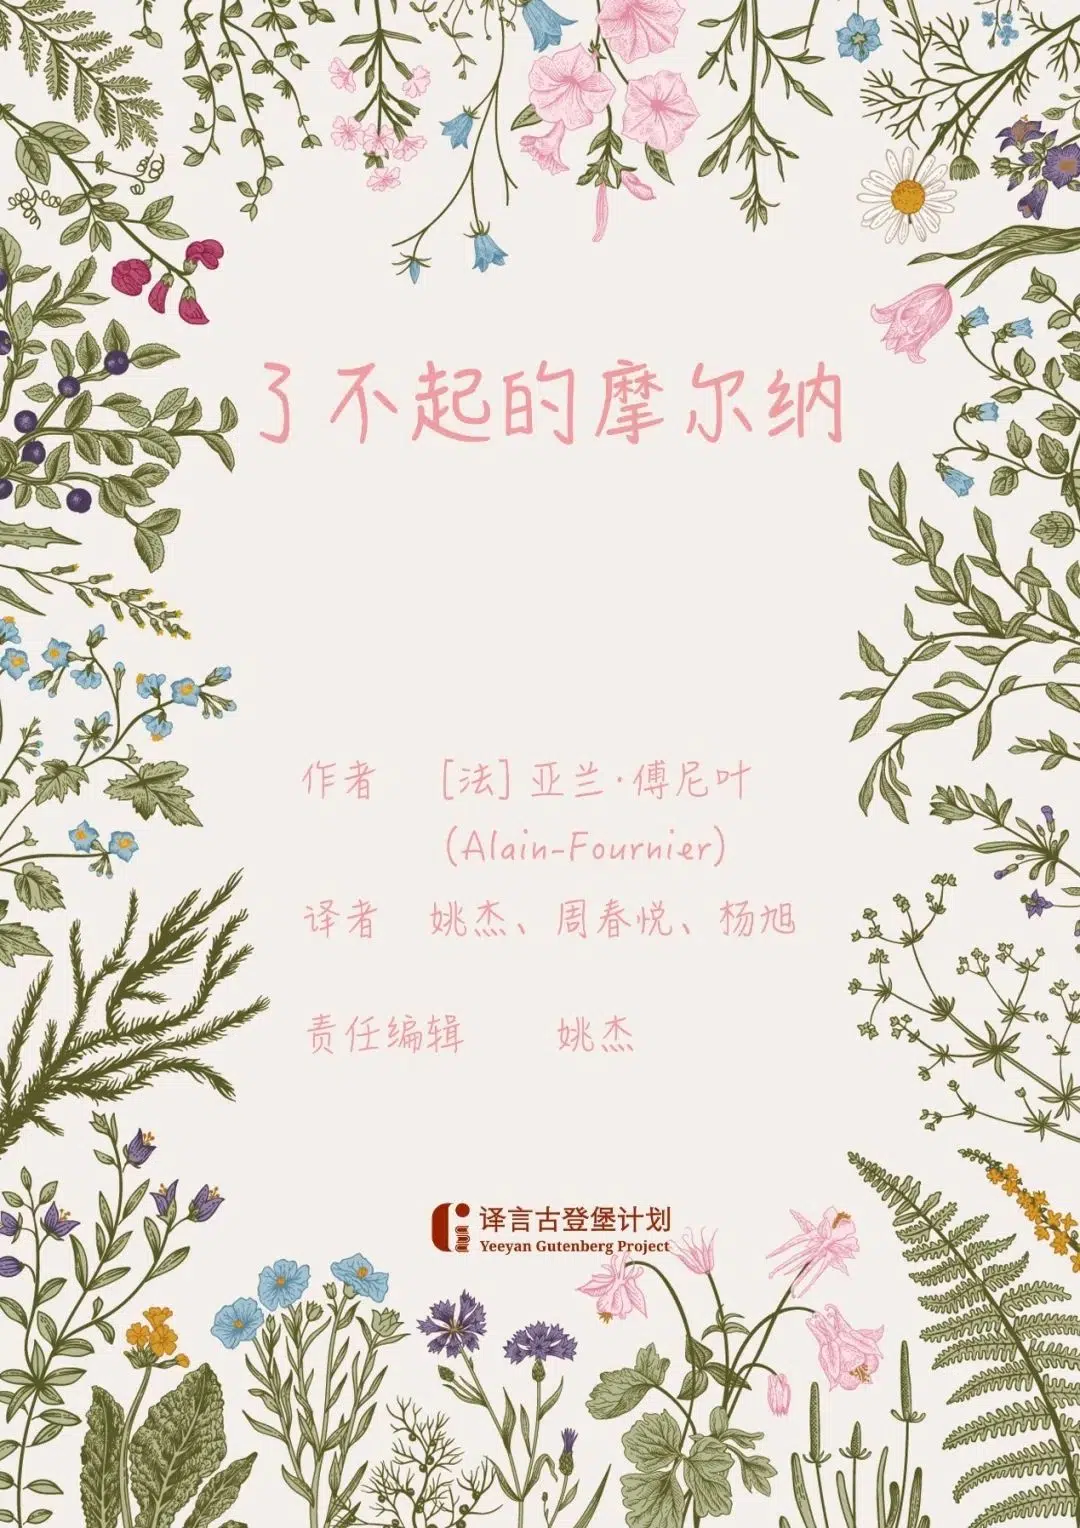 了不起的摩尔纳
作者 [法] 亚兰·傅尼叶
(Alain-Fournier)
译者 姚杰、周春悦、杨旭
责任编辑 姚杰
译言古登堡计划
Yeeyan Gutenberg Project